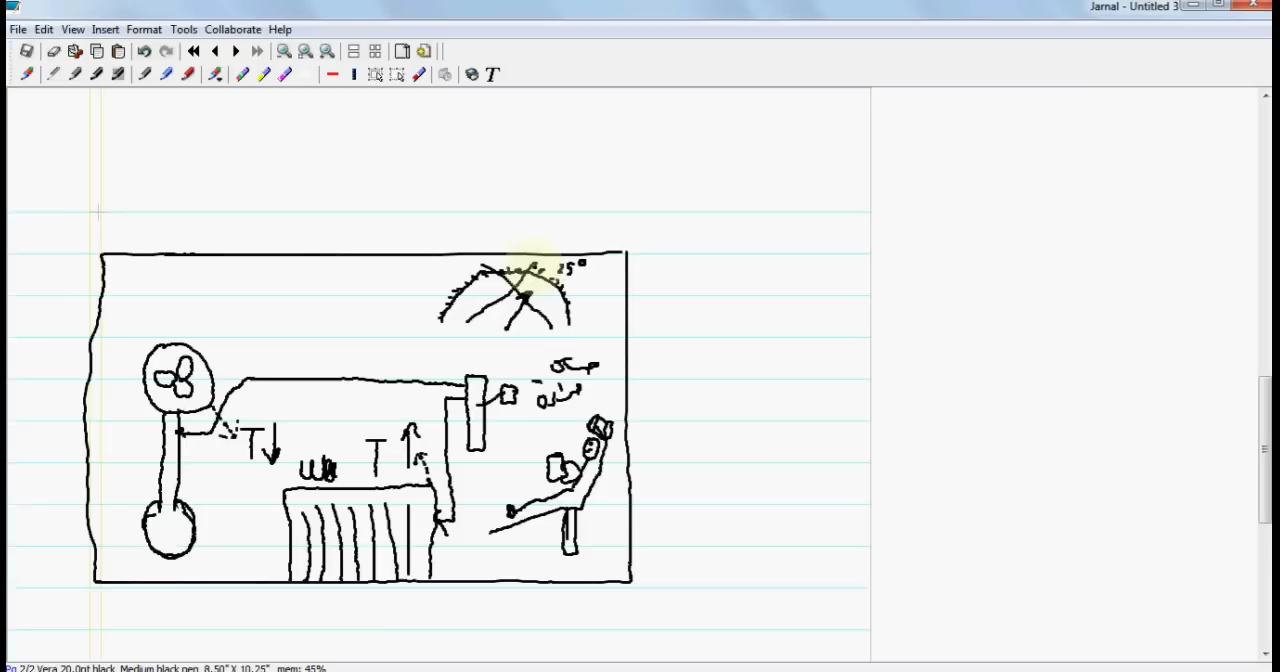 Jarnal - Untitled 3
File Edit View Insert Format Tools Collaborate Help
T
25°
T
T
Pg 2/2 Vera 20.0pt black Medium black pen 8.50" X 10.25" mem: 45%